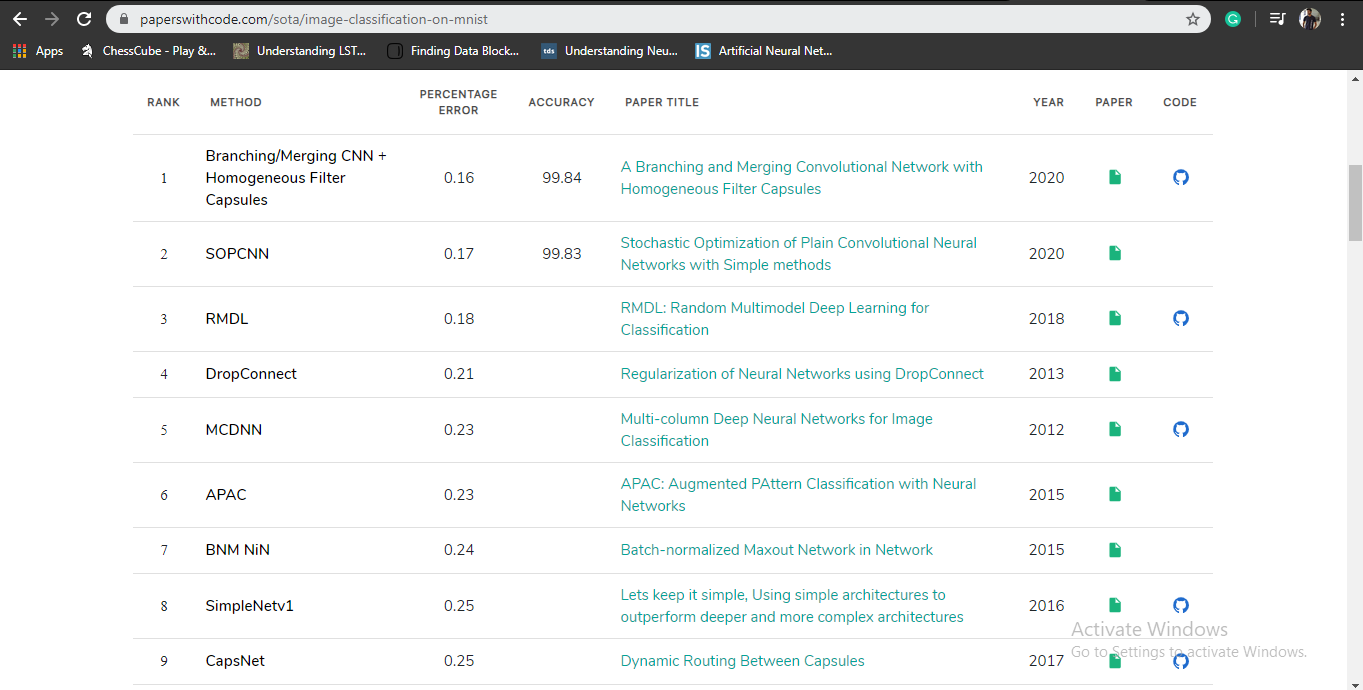 paperswithcode.com/sota/image-classification-on-mnist
Apps ChessCube - Play &... Understanding LST... Finding Data Block... tds Understanding Neu... IS Artificial Neural Net...
RANK METHOD PERCENTAGE ERROR ACCURACY PAPER TITLE YEAR PAPER CODE
Branching/Merging CNN +
1 Homogeneous Filter 0.16 99.84 A Branching and Merging Convolutional Network with 2020
Capsules Homogeneous Filter Capsules
2 SOPCNN 0.17 99.83 Stochastic Optimization of Plain Convolutional Neural 2020
Networks with Simple methods
3 RMDL 0.18 RMDL: Random Multimodel Deep Learning for 2018
Classification
4 DropConnect 0.21 Regularization of Neural Networks using DropConnect 2013
5 MCDNN 0.23 Multi-column Deep Neural Networks for Image 2012
Classification
6 APAC 0.23 APAC: Augmented PAttern Classification with Neural 2015
Networks
7 BNM NiN 0.24 Batch-normalized Maxout Network in Network 2015
8 SimpleNetv1 0.25 Lets keep it simple, Using simple architectures to 2016
outperform deeper and more complex architectures
9 CapsNet 0.25 Dynamic Routing Between Capsules 2017
Activate Windows
Go to Settings to activate Windows.